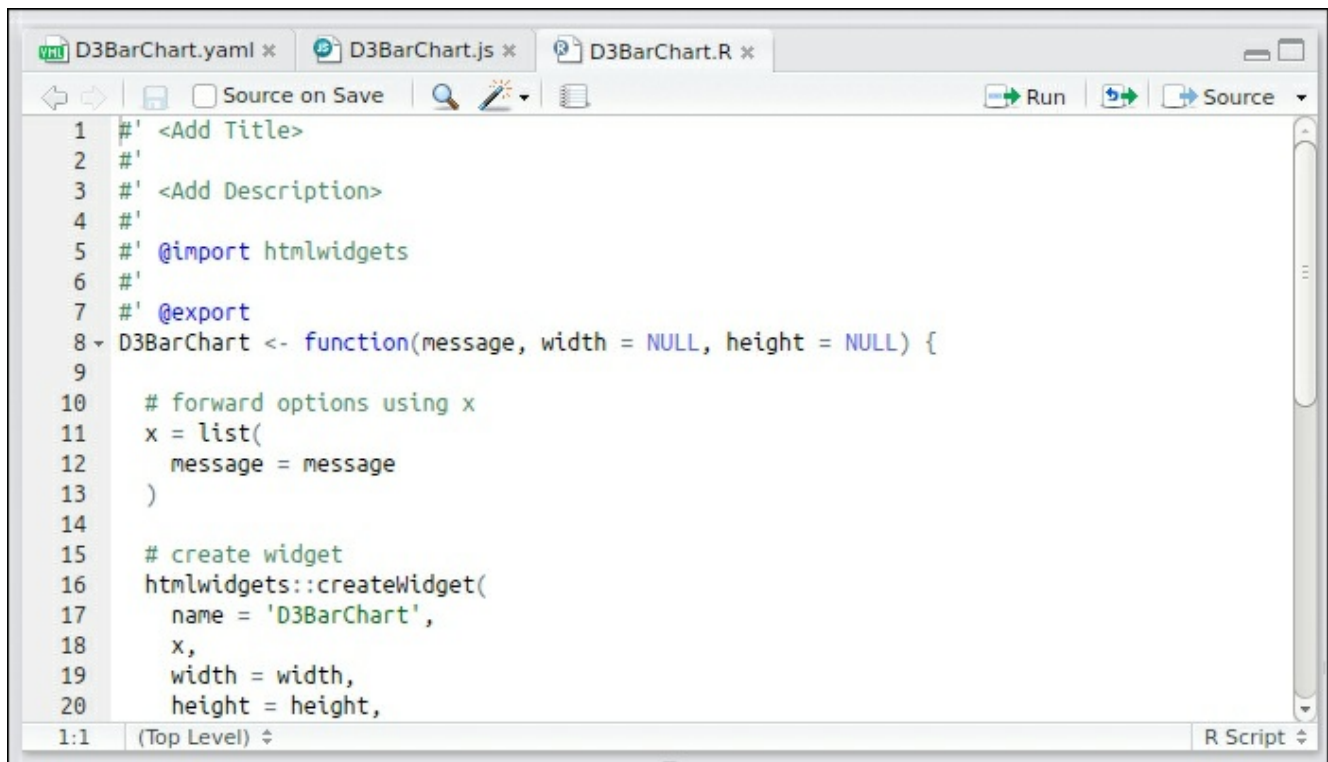 D3BarChart.yaml × D3BarChart.js × D3BarChart.R ×
Source on Save Run Source
1 #' <Add Title>
2 #'
3 #' <Add Description>
4 #'
5 #' @import htmlwidgets
6 #'
7 #' @export
8 D3BarChart <- function(message, width = NULL, height = NULL) {
9
10   # forward options using x
11   x = list(
12     message = message
13   )
14
15   # create widget
16   htmlwidgets::createWidget(
17     name = 'D3BarChart',
18     x,
19     width = width,
20     height = height,
1:1 (Top Level) R Script